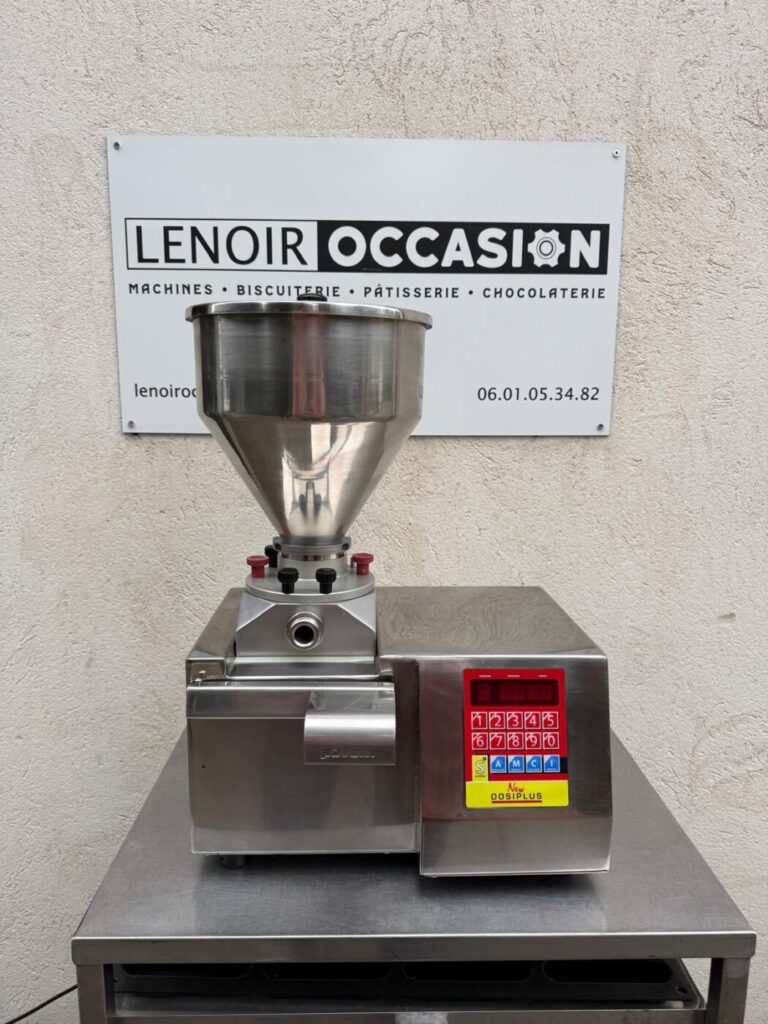 LENOIR OCCASION
MACHINES • BISCUITERIE • PÂTISSERIE • CHOCOLATERIE
lenoiroc
06.01.05.34.82
1 2 3 4 5
6 7 8 9 0
S A M C I
New
DOSIPLUS